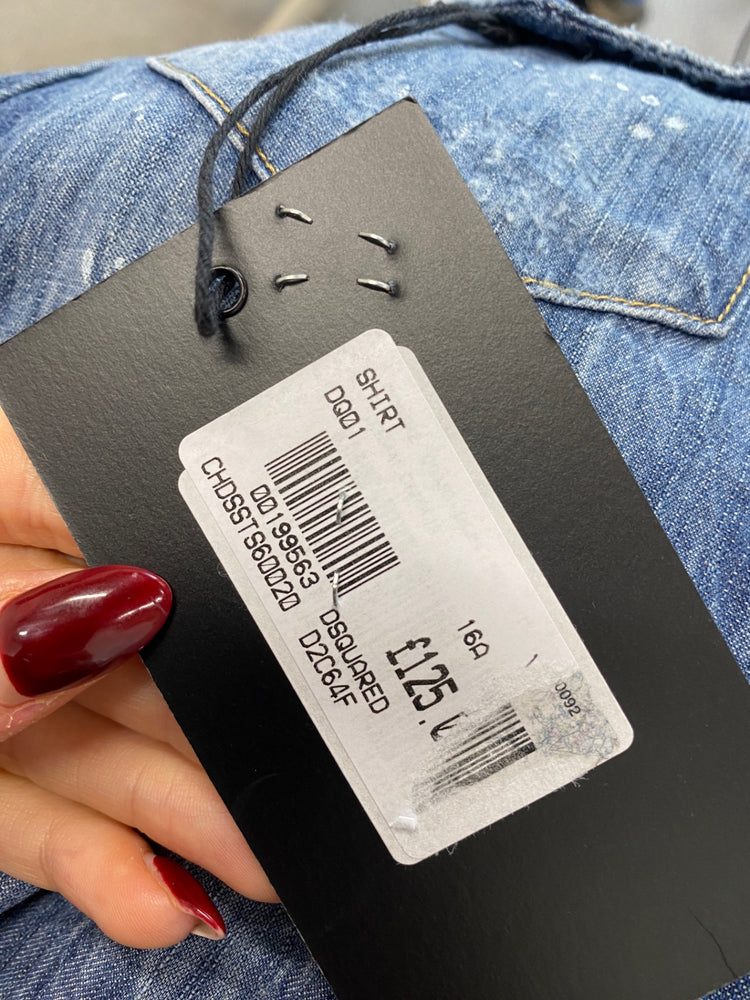 SHIRT
DQ01
00199563
CHDSSTS60020
DSQUARED
D2C64F
16A
£125.
0092